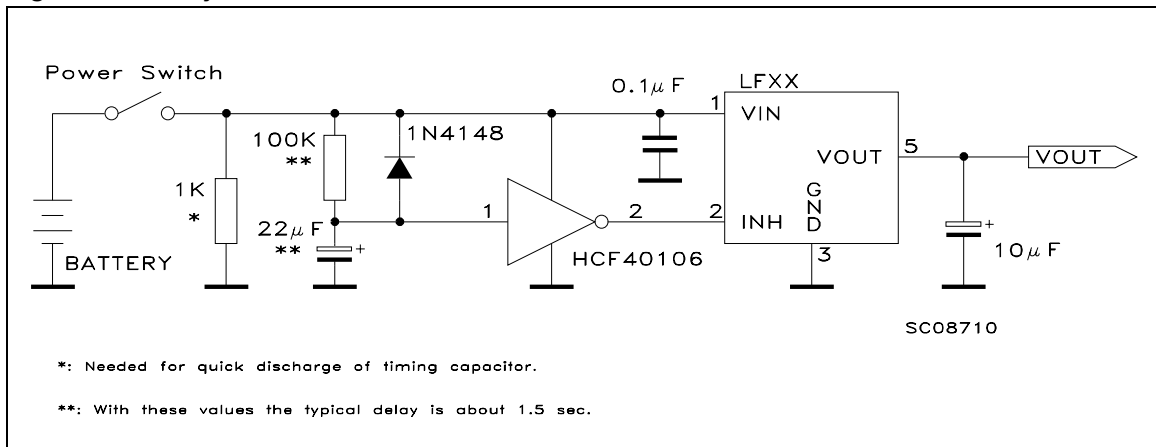 Power Switch
0.1μF
LFXX
1
VIN
100K
**
1N4148
VOUT
5
VOUT
1K
*
GND
22μF
**
+
1
2
2
INH
HCF40106
3
+
10μF
BATTERY
SC08710
*: Needed for quick discharge of timing capacitor.
**: With these values the typical delay is about 1.5 sec.